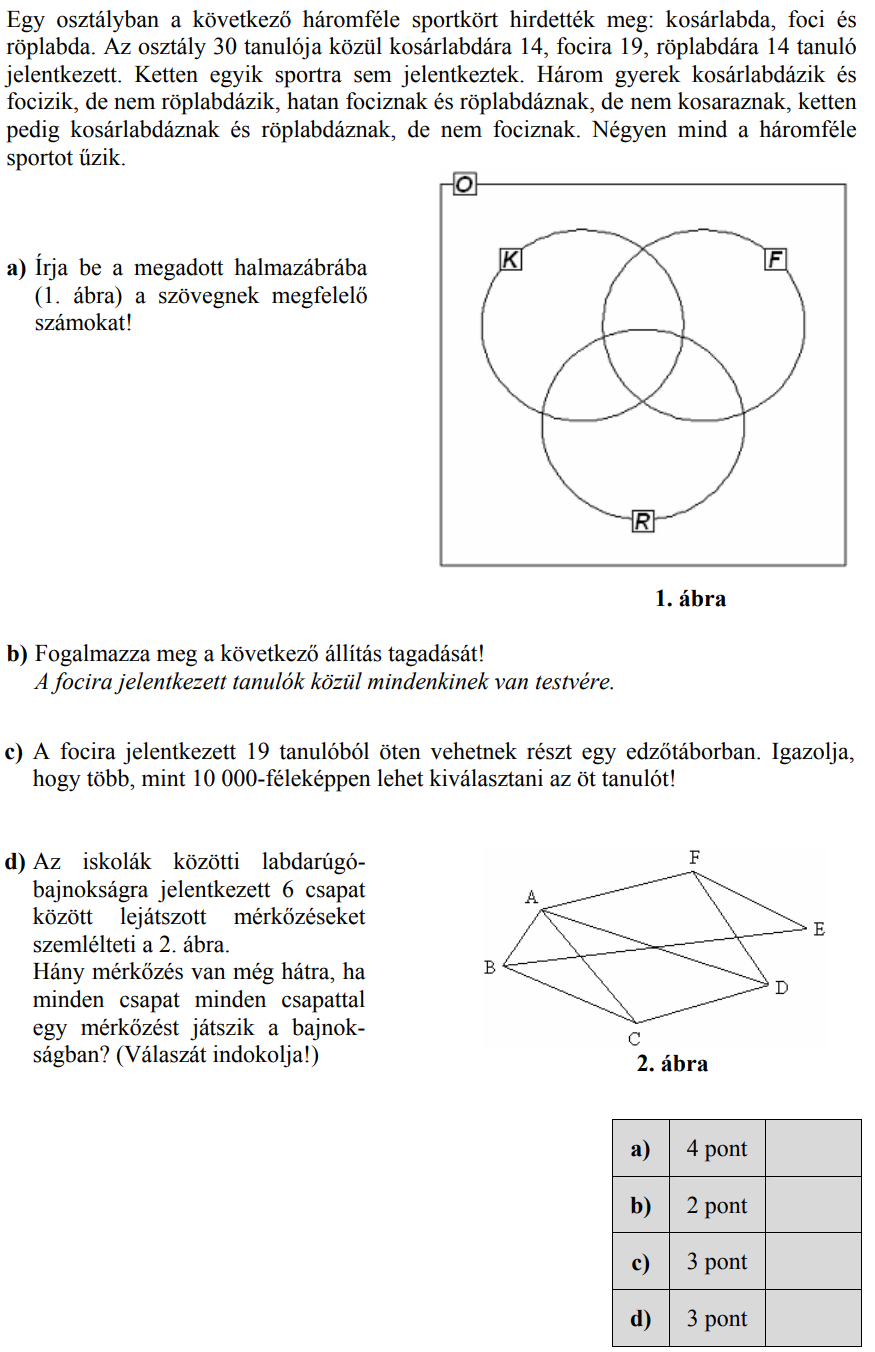 Egy osztályban a következő háromféle sportkört hirdették meg: kosárlabda, foci és
röplabda. Az osztály 30 tanulója közül kosárlabdára 14, focira 19, röplabdára 14 tanuló
jelentkezett. Ketten egyik sportra sem jelentkeztek. Három gyerek kosárlabdázik és
focizik, de nem röplabdázik, hatan fociznak és röplabdáznak, de nem kosaraznak, ketten
pedig kosárlabdáznak és röplabdáznak, de nem fociznak. Négyen mind a háromféle
sportot űzik.
O
K
F
R
a) Írja be a megadott halmazábrába
(1. ábra) a szövegnek megfelelő
számokat!
1. ábra
b) Fogalmazza meg a következő állítás tagadását!
A focira jelentkezett tanulók közül mindenkinek van testvére.
c) A focira jelentkezett 19 tanulóból öten vehetnek részt egy edzőtáborban. Igazolja,
hogy több, mint 10 000-féleképpen lehet kiválasztani az öt tanulót!
d) Az iskolák közötti labdarúgó-
bajnokságra jelentkezett 6 csapat
között lejátszott mérkőzéseket
szemlélteti a 2. ábra.
Hány mérkőzés van még hátra, ha
minden csapat minden csapattal
egy mérkőzést játszik a bajnok-
ságban? (Válaszát indokolja!)
F
A
E
B
D
C
2. ábra
a) 4 pont
b) 2 pont
c) 3 pont
d) 3 pont